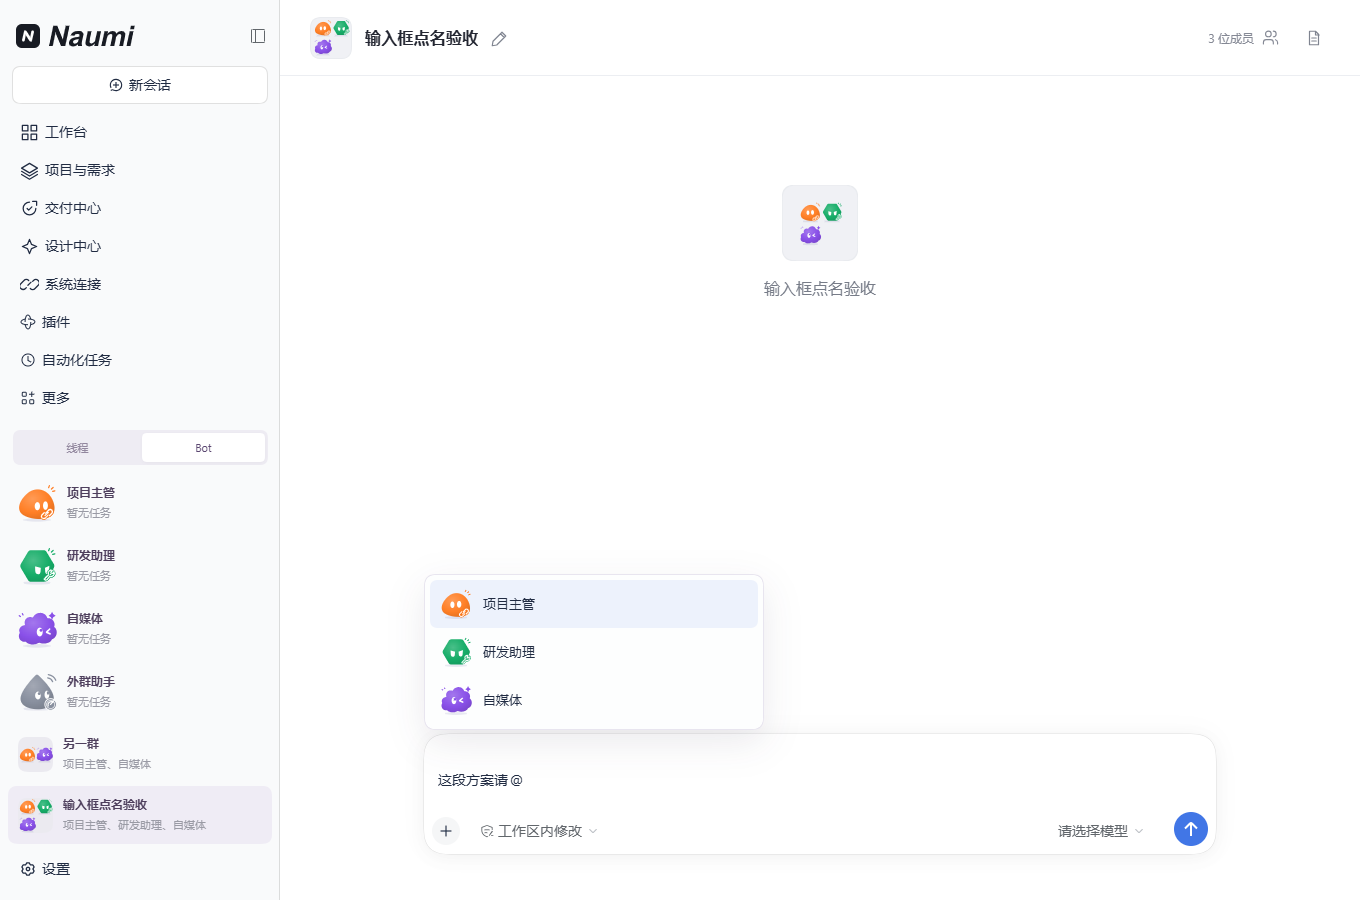 Naumi
新会话
工作台
项目与需求
交付中心
设计中心
系统连接
插件
自动化任务
更多
线程
Bot
项目主管
暂无任务
研发助理
暂无任务
自媒体
暂无任务
外群助手
暂无任务
另一群
项目主管、自媒体
输入框点名验收
项目主管、研发助理、自媒体
设置
输入框点名验收
3 位成员
输入框点名验收
项目主管
研发助理
自媒体
这段方案请 @
工作区内修改
请选择模型